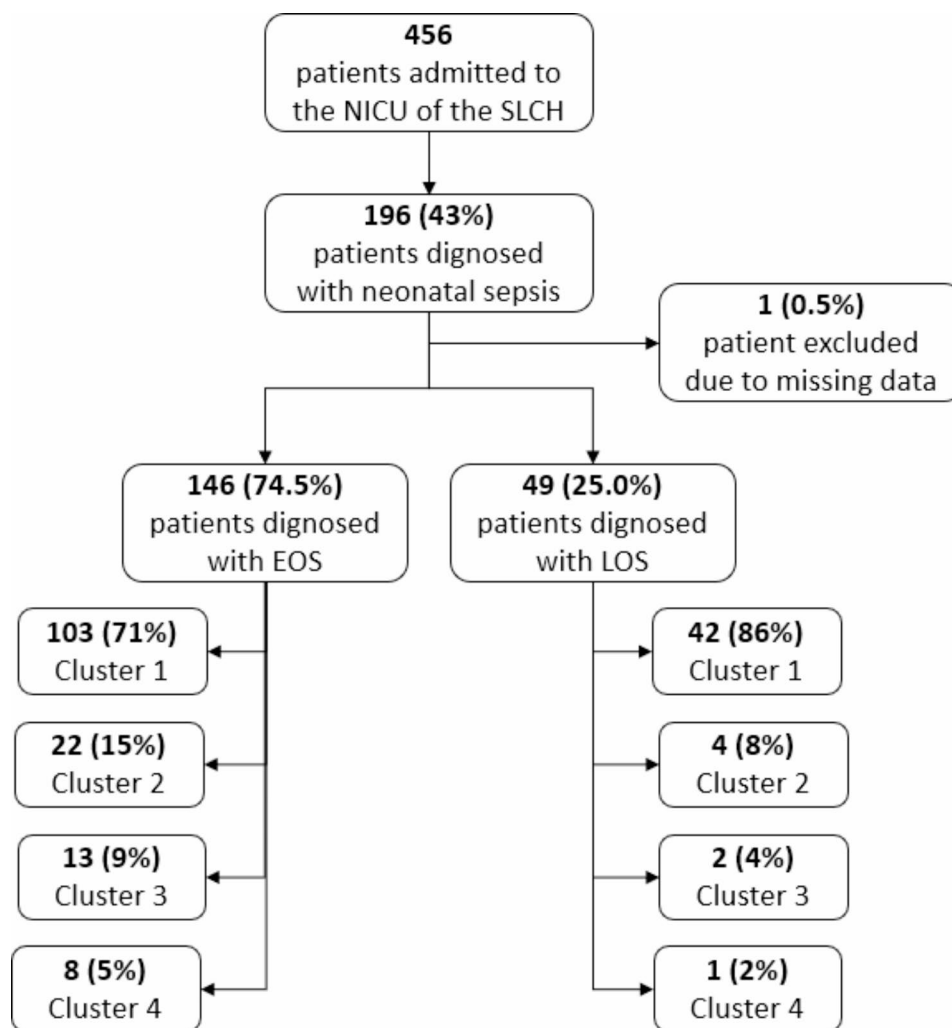 456
patients admitted to
the NICU of the SLCH
196 (43%)
patients dignosed
with neonatal sepsis
1 (0.5%)
patient excluded
due to missing data
146 (74.5%)
patients dignosed
with EOS
49 (25.0%)
patients dignosed
with LOS
103 (71%)
Cluster 1
42 (86%)
Cluster 1
22 (15%)
Cluster 2
4 (8%)
Cluster 2
13 (9%)
Cluster 3
2 (4%)
Cluster 3
8 (5%)
Cluster 4
1 (2%)
Cluster 4